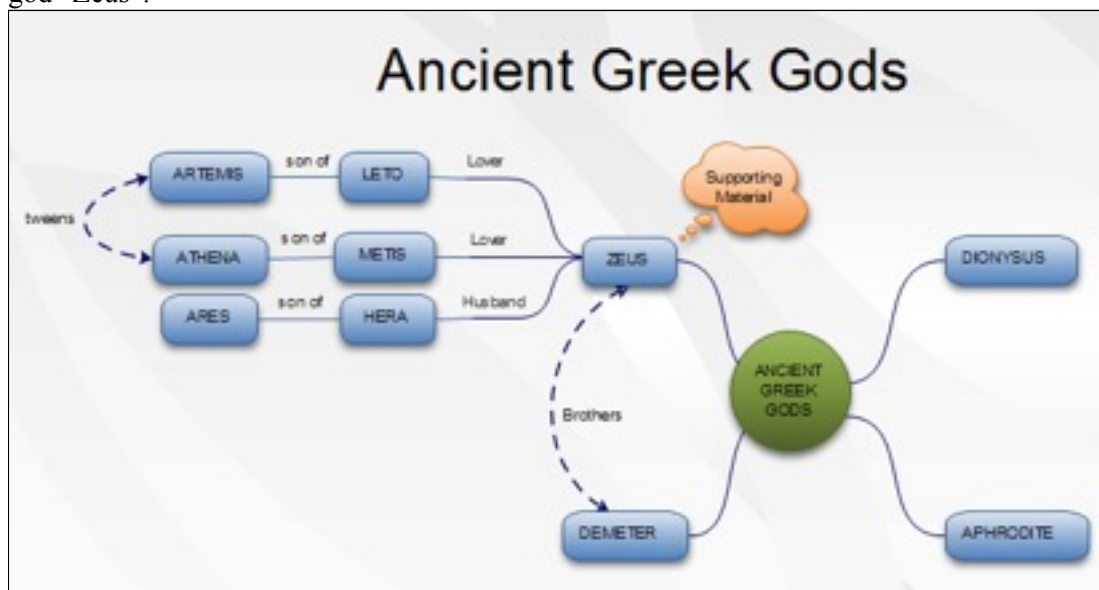 god "Zeus".
Ancient Greek Gods
ARTEMIS
son of
LETO
Lover
Supporting
Material
tweens
ATHENA
son of
METIS
Lover
ZEUS
DIONYSUS
ARES
son of
HERA
Husband
ANCIENT
GREEK
GODS
Brothers
DEMETER
APHRODITE